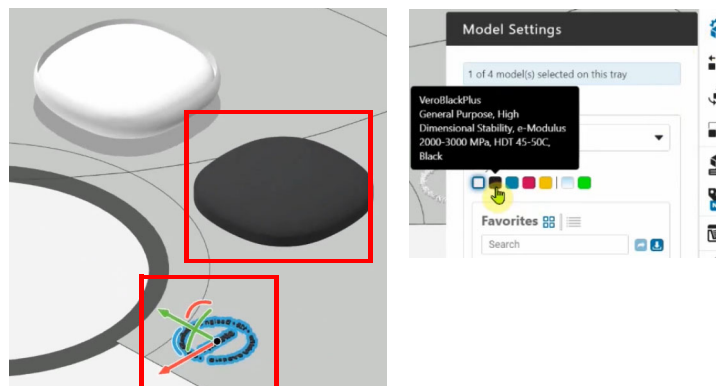 Model Settings
1 of 4 model(s) selected on this tray
VeroBlackPlus
General Purpose, High
Dimensional Stability, e-Modulus
2000-3000 MPa, HDT 45-50C,
Black
Favorites
Search